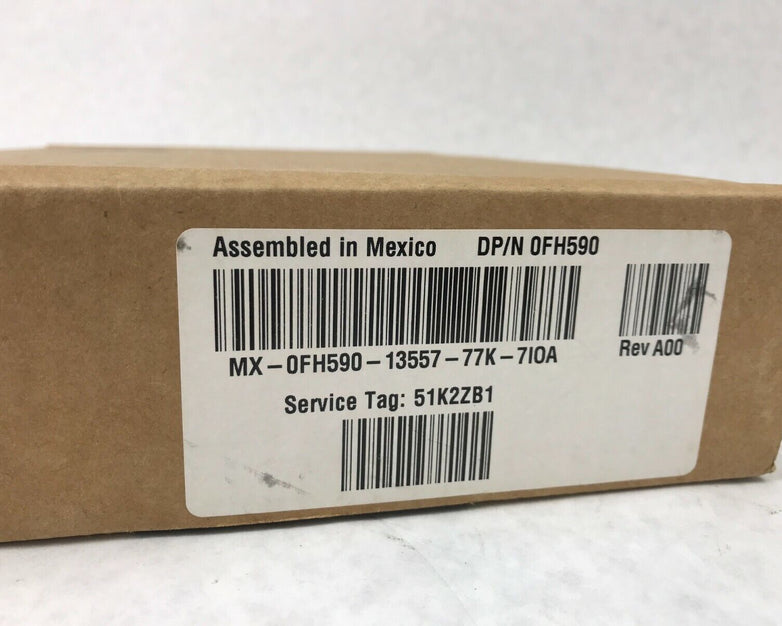 Assembled in Mexico DP/N 0FH590
MX-0FH590-13557-77K-7I0A
Rev A00
Service Tag: 51K2ZB1